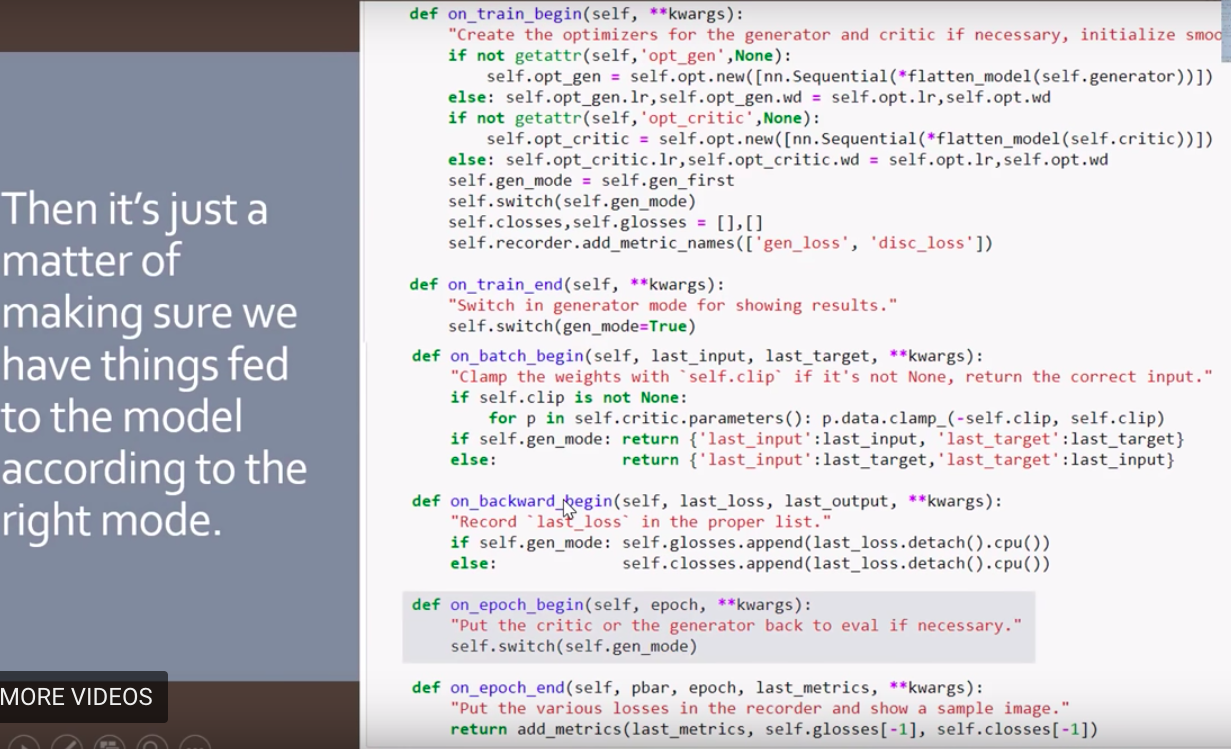 Then it's just a
matter of
making sure we
have things fed
to the model
according to the
right mode.
MORE VIDEOS
def on_train_begin(self, **kwargs):
    "Create the optimizers for the generator and critic if necessary, initialize smoo
    if not getattr(self,'opt_gen',None):
        self.opt_gen = self.opt.new([nn.Sequential(*flatten_model(self.generator))])
    else: self.opt_gen.lr,self.opt_gen.wd = self.opt.lr,self.opt.wd
    if not getattr(self,'opt_critic',None):
        self.opt_critic = self.opt.new([nn.Sequential(*flatten_model(self.critic))])
    else: self.opt_critic.lr,self.opt_critic.wd = self.opt.lr,self.opt.wd
    self.gen_mode = self.gen_first
    self.switch(self.gen_mode)
    self.closses,self.glosses = [],[]
    self.recorder.add_metric_names(['gen_loss', 'disc_loss'])
def on_train_end(self, **kwargs):
    "Switch in generator mode for showing results."
    self.switch(gen_mode=True)
def on_batch_begin(self, last_input, last_target, **kwargs):
    "Clamp the weights with `self.clip` if it's not None, return the correct input."
    if self.clip is not None:
        for p in self.critic.parameters(): p.data.clamp_(-self.clip, self.clip)
    if self.gen_mode: return {'last_input':last_input, 'last_target':last_target}
    else:             return {'last_input':last_target,'last_target':last_input}
def on_backward_begin(self, last_loss, last_output, **kwargs):
    "Record `last_loss` in the proper list."
    if self.gen_mode: self.glosses.append(last_loss.detach().cpu())
    else:             self.closses.append(last_loss.detach().cpu())
def on_epoch_begin(self, epoch, **kwargs):
    "Put the critic or the generator back to eval if necessary."
    self.switch(self.gen_mode)
def on_epoch_end(self, pbar, epoch, last_metrics, **kwargs):
    "Put the various losses in the recorder and show a sample image."
    return add_metrics(last_metrics, self.glosses[-1], self.closses[-1])